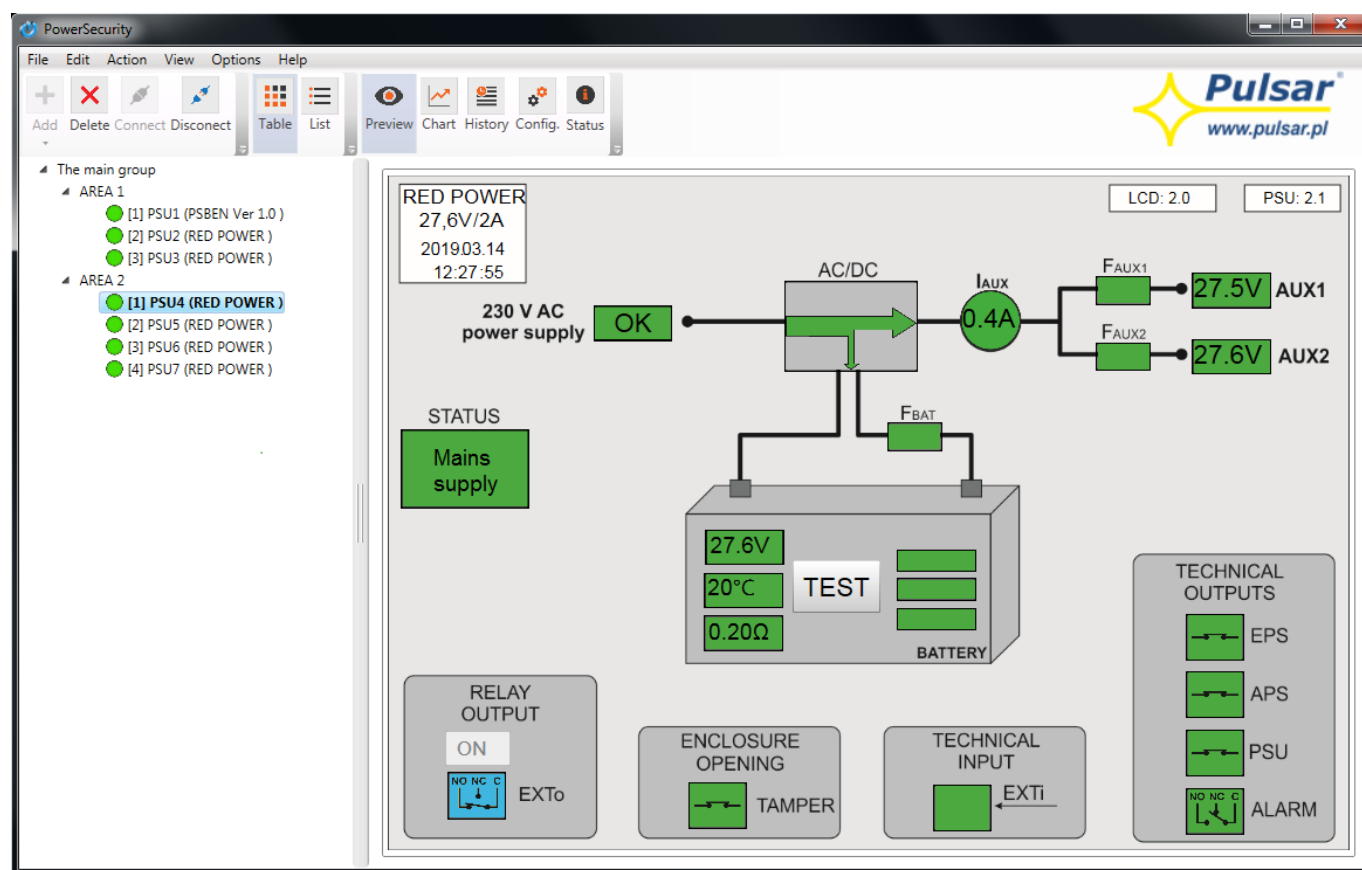 PowerSecurity
File Edit Action View Options Help
Add Delete Connect Disconect Table List Preview Chart History Config. Status
Pulsar®
www.pulsar.pl
The main group
AREA 1
[1] PSU1 (PSBEN Ver 1.0 )
[2] PSU2 (RED POWER )
[3] PSU3 (RED POWER )
AREA 2
[1] PSU4 (RED POWER )
[2] PSU5 (RED POWER )
[3] PSU6 (RED POWER )
[4] PSU7 (RED POWER )
RED POWER
27,6V/2A
2019.03.14
12:27:55
LCD: 2.0
PSU: 2.1
230 V AC
power supply
OK
AC/DC
IAUX
0.4A
FAUX1
27.5V AUX1
FAUX2
27.6V AUX2
STATUS
Mains
supply
FBAT
27.6V
20°C
0.20Ω
TEST
BATTERY
RELAY
OUTPUT
ON
NO NC C
EXTo
ENCLOSURE
OPENING
TAMPER
TECHNICAL
INPUT
EXTi
TECHNICAL
OUTPUTS
EPS
APS
PSU
NO NC C
ALARM